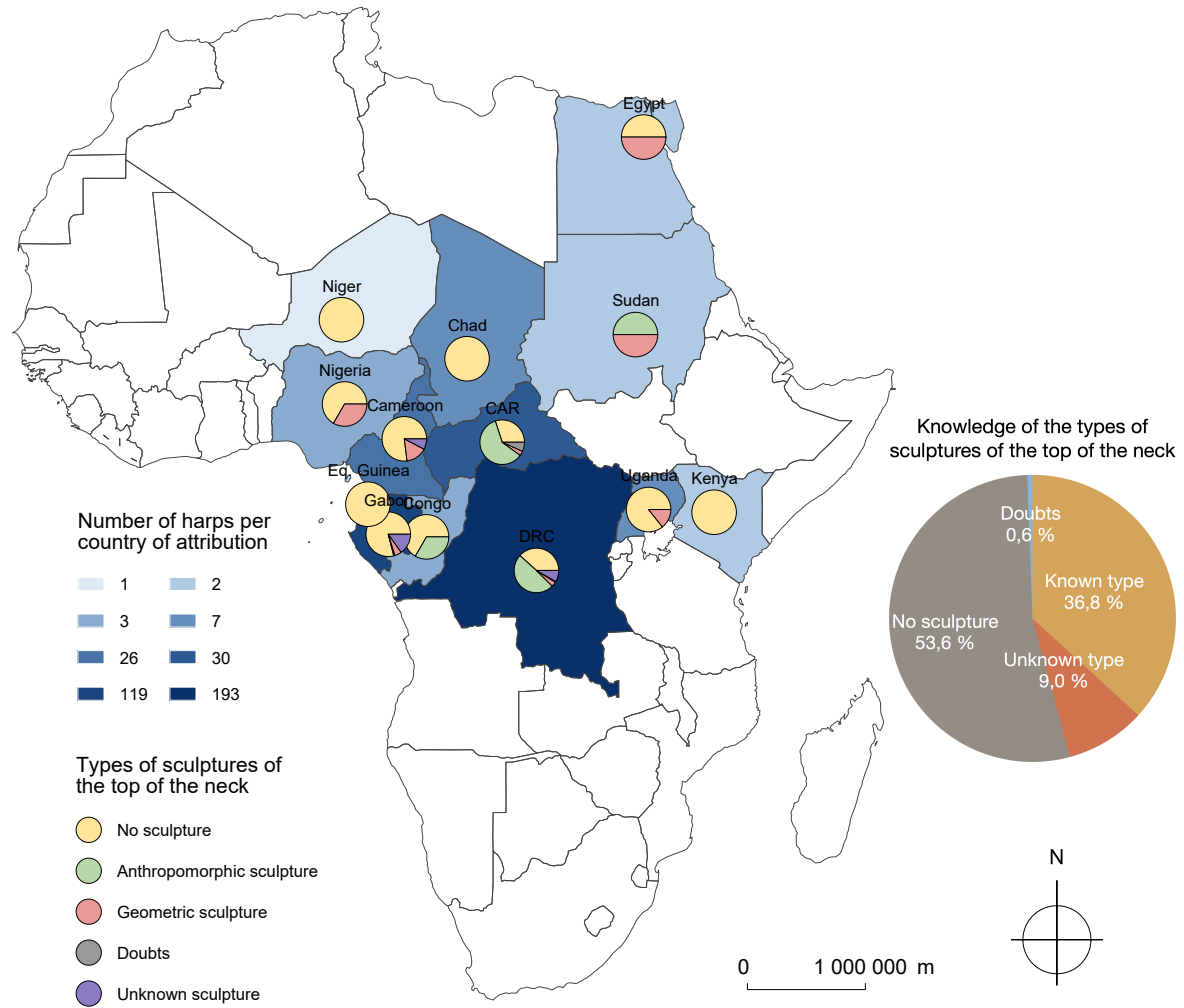 Egypt
Niger
Sudan
Chad
Nigeria
Cameroon
CAR
Eq. Guinea
Uganda
Kenya
Gabon
Congo
DRC
Number of harps per
country of attribution
1 2
3 7
26 30
119 193
Types of sculptures of
the top of the neck
No sculpture
Anthropomorphic sculpture
Geometric sculpture
Doubts
Unknown sculpture
Knowledge of the types of
sculptures of the top of the neck
Doubts
0,6 %
Known type
36,8 %
No sculpture
53,6 %
Unknown type
9,0 %
N
0 1 000 000 m